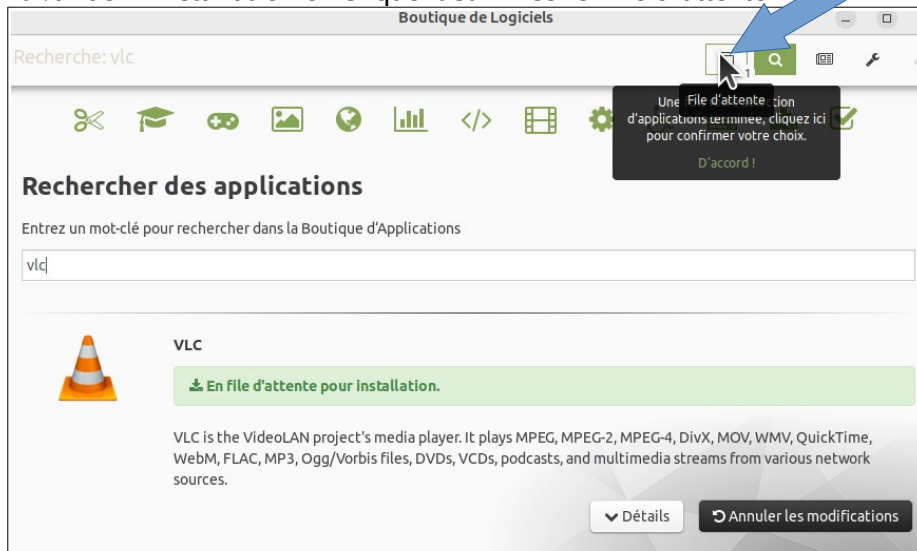 Boutique de Logiciels
Recherche: vlc
1
File d'attente
Une
tion
d'applications terminée, cliquez ici
pour confirmer votre choix.
D'accord !
Rechercher des applications
Entrez un mot-clé pour rechercher dans la Boutique d'Applications
vlc
VLC
En file d'attente pour installation.
VLC is the VideoLAN project's media player. It plays MPEG, MPEG-2, MPEG-4, DivX, MOV, WMV, QuickTime,
WebM, FLAC, MP3, Ogg/Vorbis files, DVDs, VCDs, podcasts, and multimedia streams from various network
sources.
Détails
Annuler les modifications